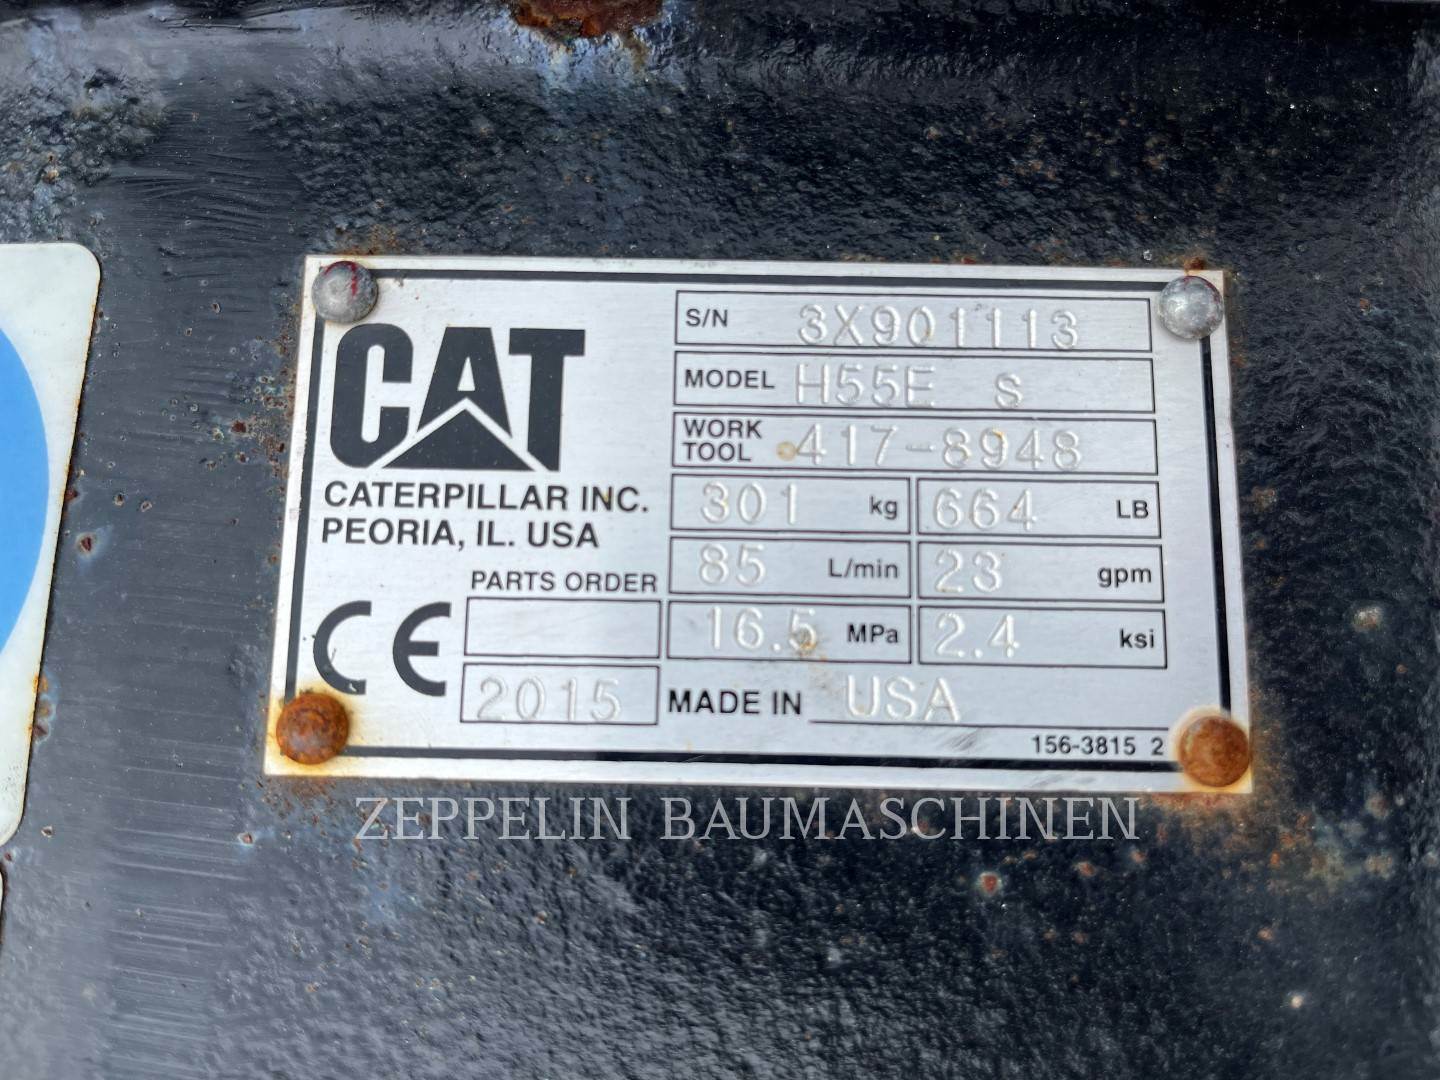 CAT
CATERPILLAR INC.
PEORIA, IL. USA
S/N 3X901113
MODEL H55E S
WORK TOOL 417-8948
301 kg 664 LB
85 L/min 23 gpm
16.5 MPa 2.4 ksi
PARTS ORDER
CE
2015
MADE IN USA
156-3815 2
ZEPPELIN BAUMASCHINEN